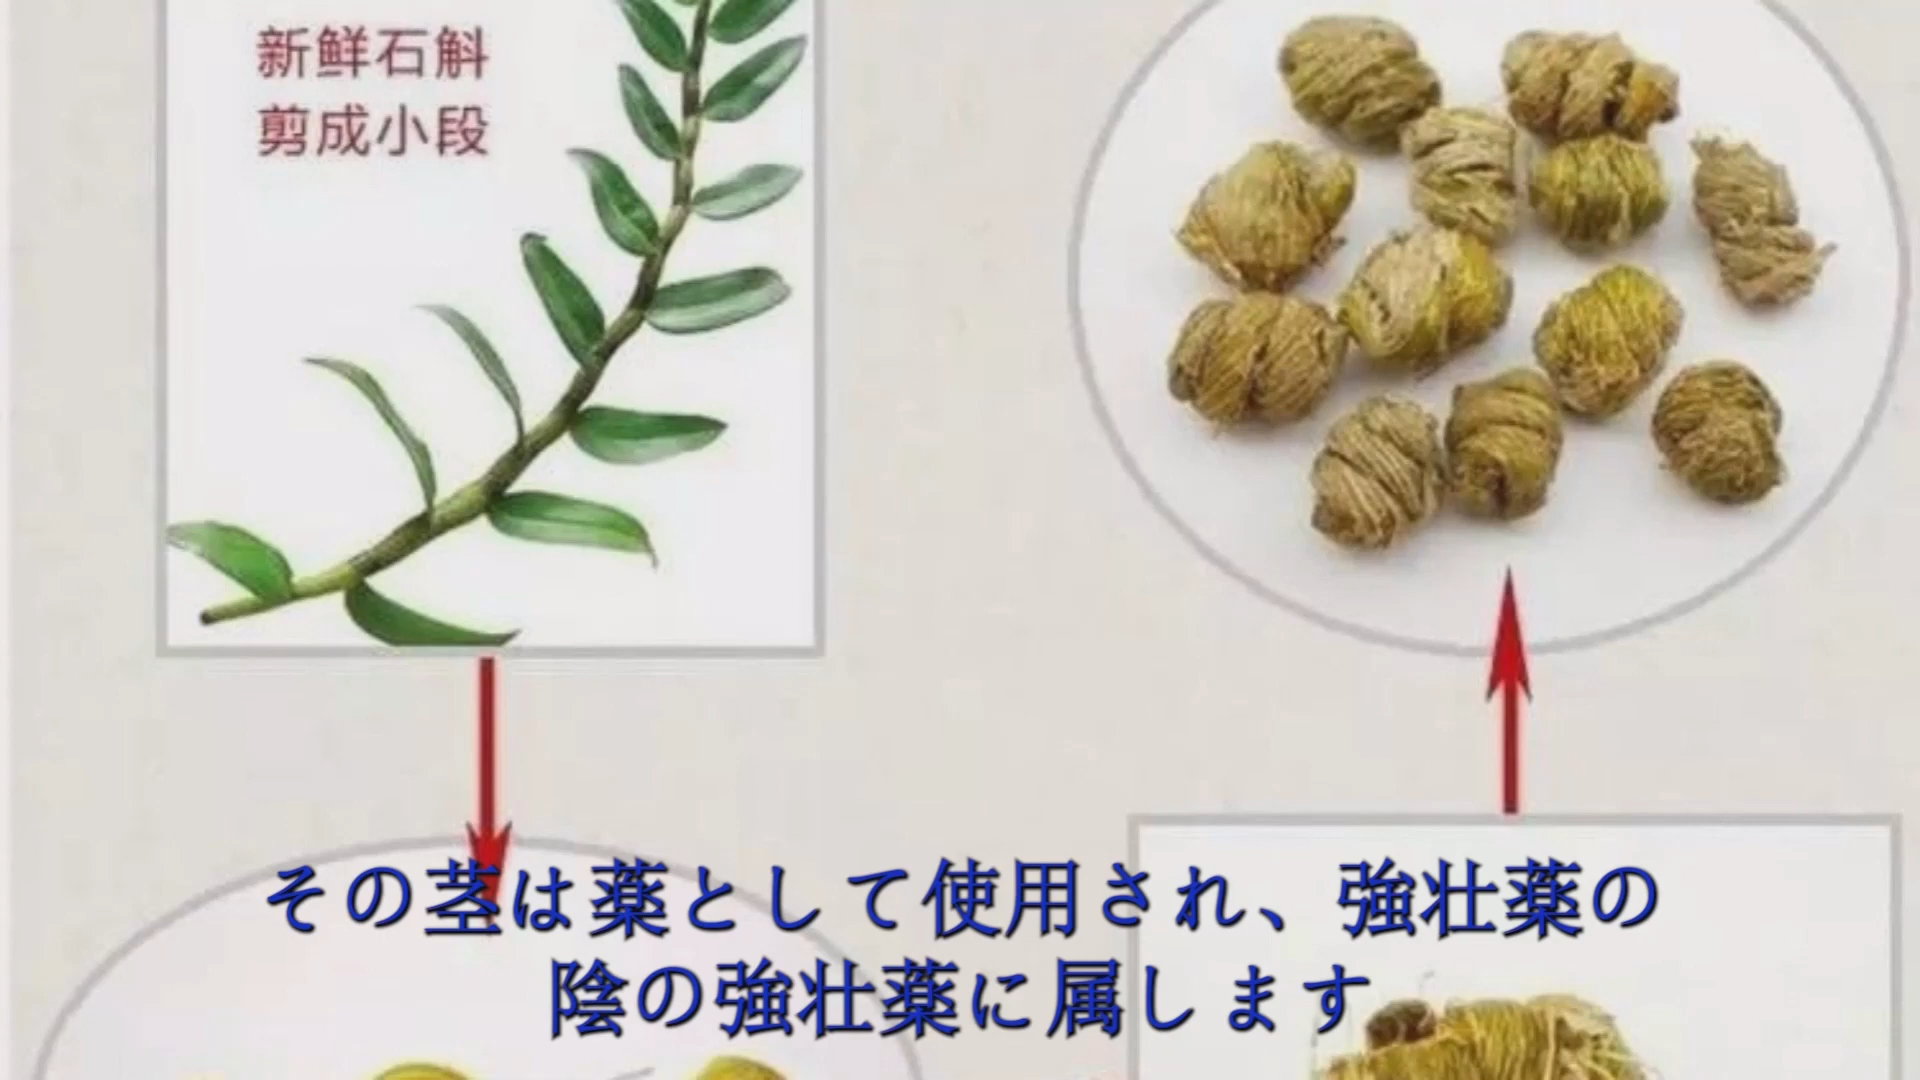 新鲜石斛
剪成小段
その茎は薬として使用され、強壮薬の
陰の強壮薬に属します